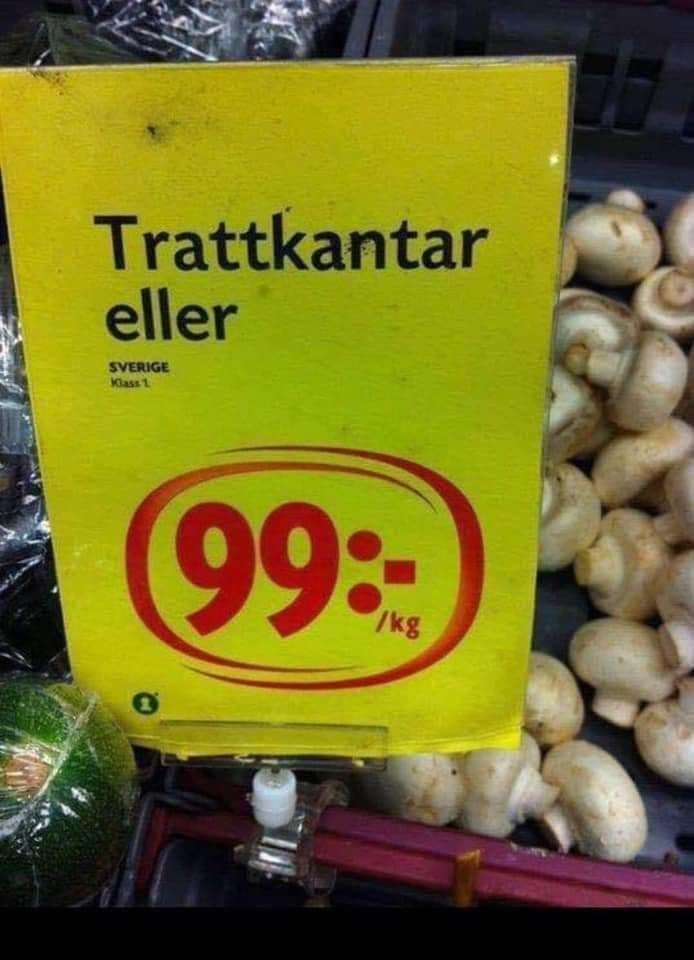 Trattkantar
eller
SVERIGE
Klass 1
99:-
/kg